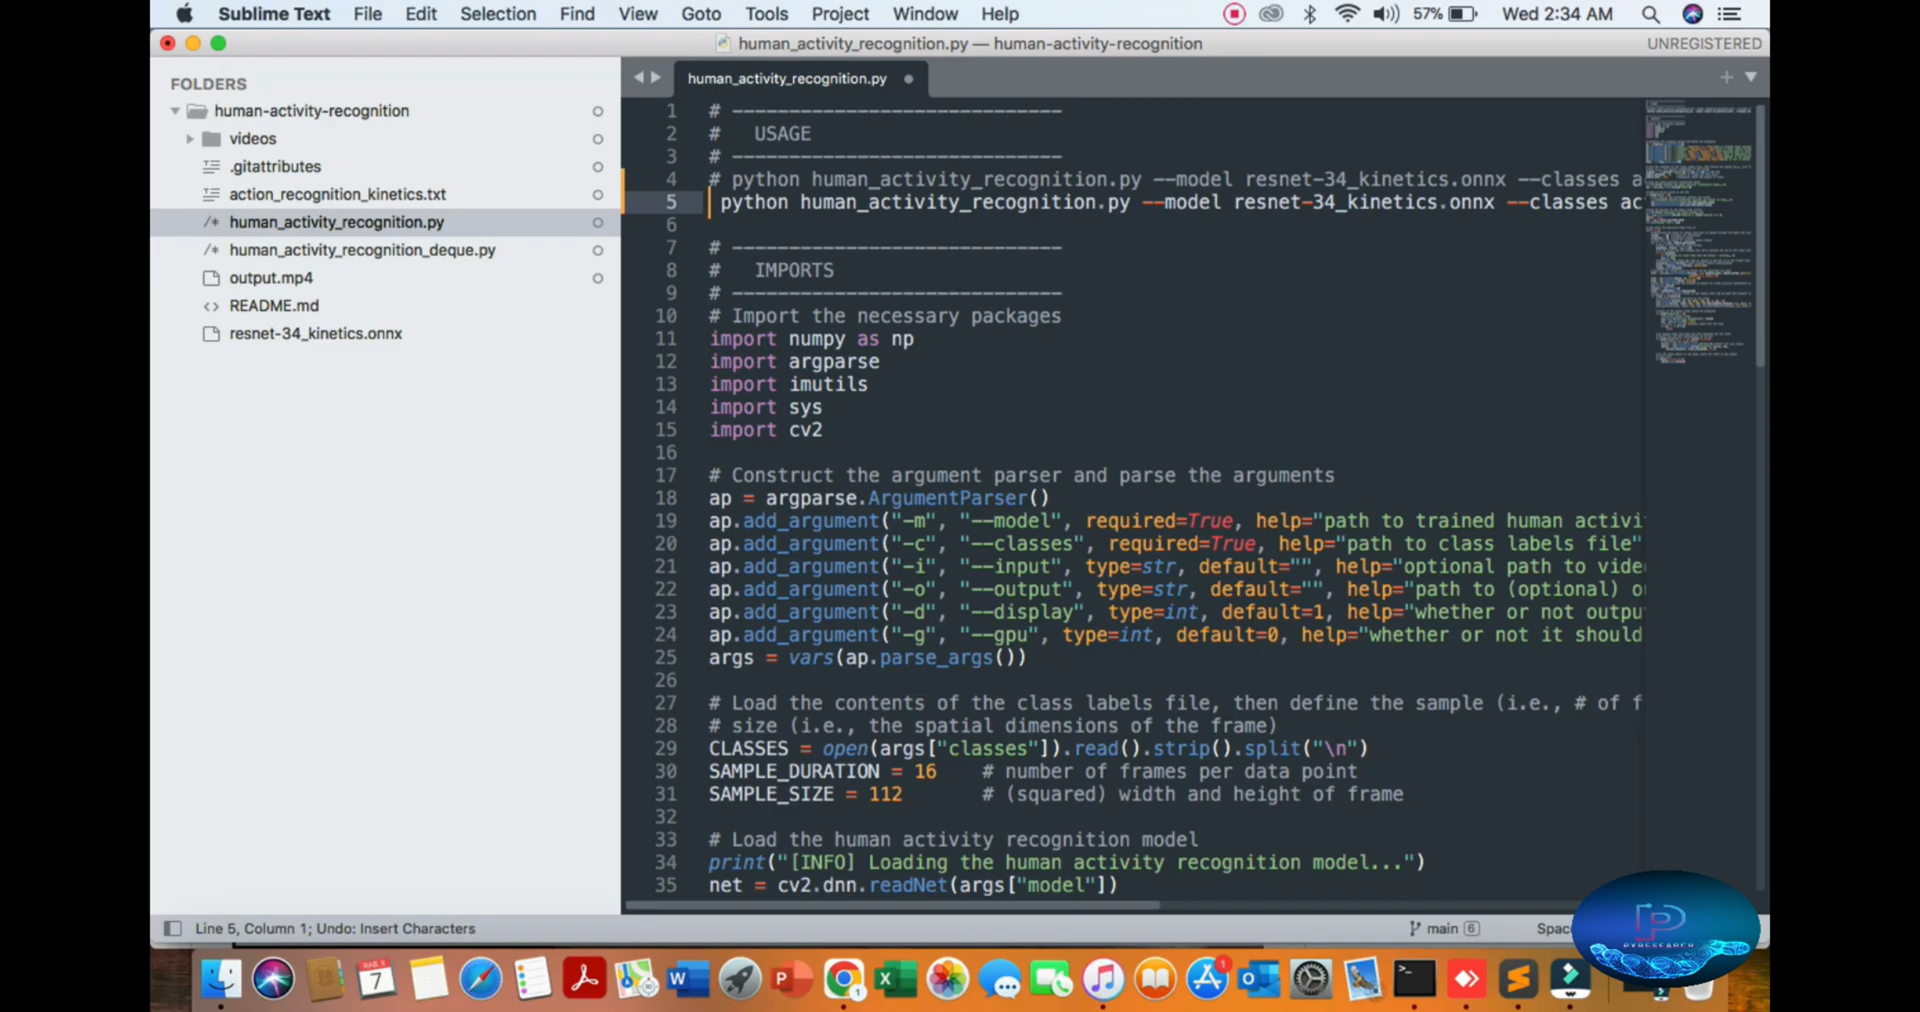 Sublime Text File Edit Selection Find View Goto Tools Project Window Help 57% Wed 2:34 AM
human_activity_recognition.py — human-activity-recognition UNREGISTERED
FOLDERS
human-activity-recognition
videos
.gitattributes
action_recognition_kinetics.txt
human_activity_recognition.py
human_activity_recognition_deque.py
output.mp4
README.md
resnet-34_kinetics.onnx
human_activity_recognition.py
1 # -----------------------------
2 #   USAGE
3 # -----------------------------
4 # python human_activity_recognition.py --model resnet-34_kinetics.onnx --classes a
5  python human_activity_recognition.py --model resnet-34_kinetics.onnx --classes ac
6
7 # -----------------------------
8 #   IMPORTS
9 # -----------------------------
10 # Import the necessary packages
11 import numpy as np
12 import argparse
13 import imutils
14 import sys
15 import cv2
16
17 # Construct the argument parser and parse the arguments
18 ap = argparse.ArgumentParser()
19 ap.add_argument("-m", "--model", required=True, help="path to trained human activi
20 ap.add_argument("-c", "--classes", required=True, help="path to class labels file"
21 ap.add_argument("-i", "--input", type=str, default="", help="optional path to vide
22 ap.add_argument("-o", "--output", type=str, default="", help="path to (optional) o
23 ap.add_argument("-d", "--display", type=int, default=1, help="whether or not outpu
24 ap.add_argument("-g", "--gpu", type=int, default=0, help="whether or not it should
25 args = vars(ap.parse_args())
26
27 # Load the contents of the class labels file, then define the sample (i.e., # of f
28 # size (i.e., the spatial dimensions of the frame)
29 CLASSES = open(args["classes"]).read().strip().split("\n")
30 SAMPLE_DURATION = 16    # number of frames per data point
31 SAMPLE_SIZE = 112       # (squared) width and height of frame
32
33 # Load the human activity recognition model
34 print("[INFO] Loading the human activity recognition model...")
35 net = cv2.dnn.readNet(args["model"])
Line 5, Column 1; Undo: Insert Characters main 6 Spac
7
1